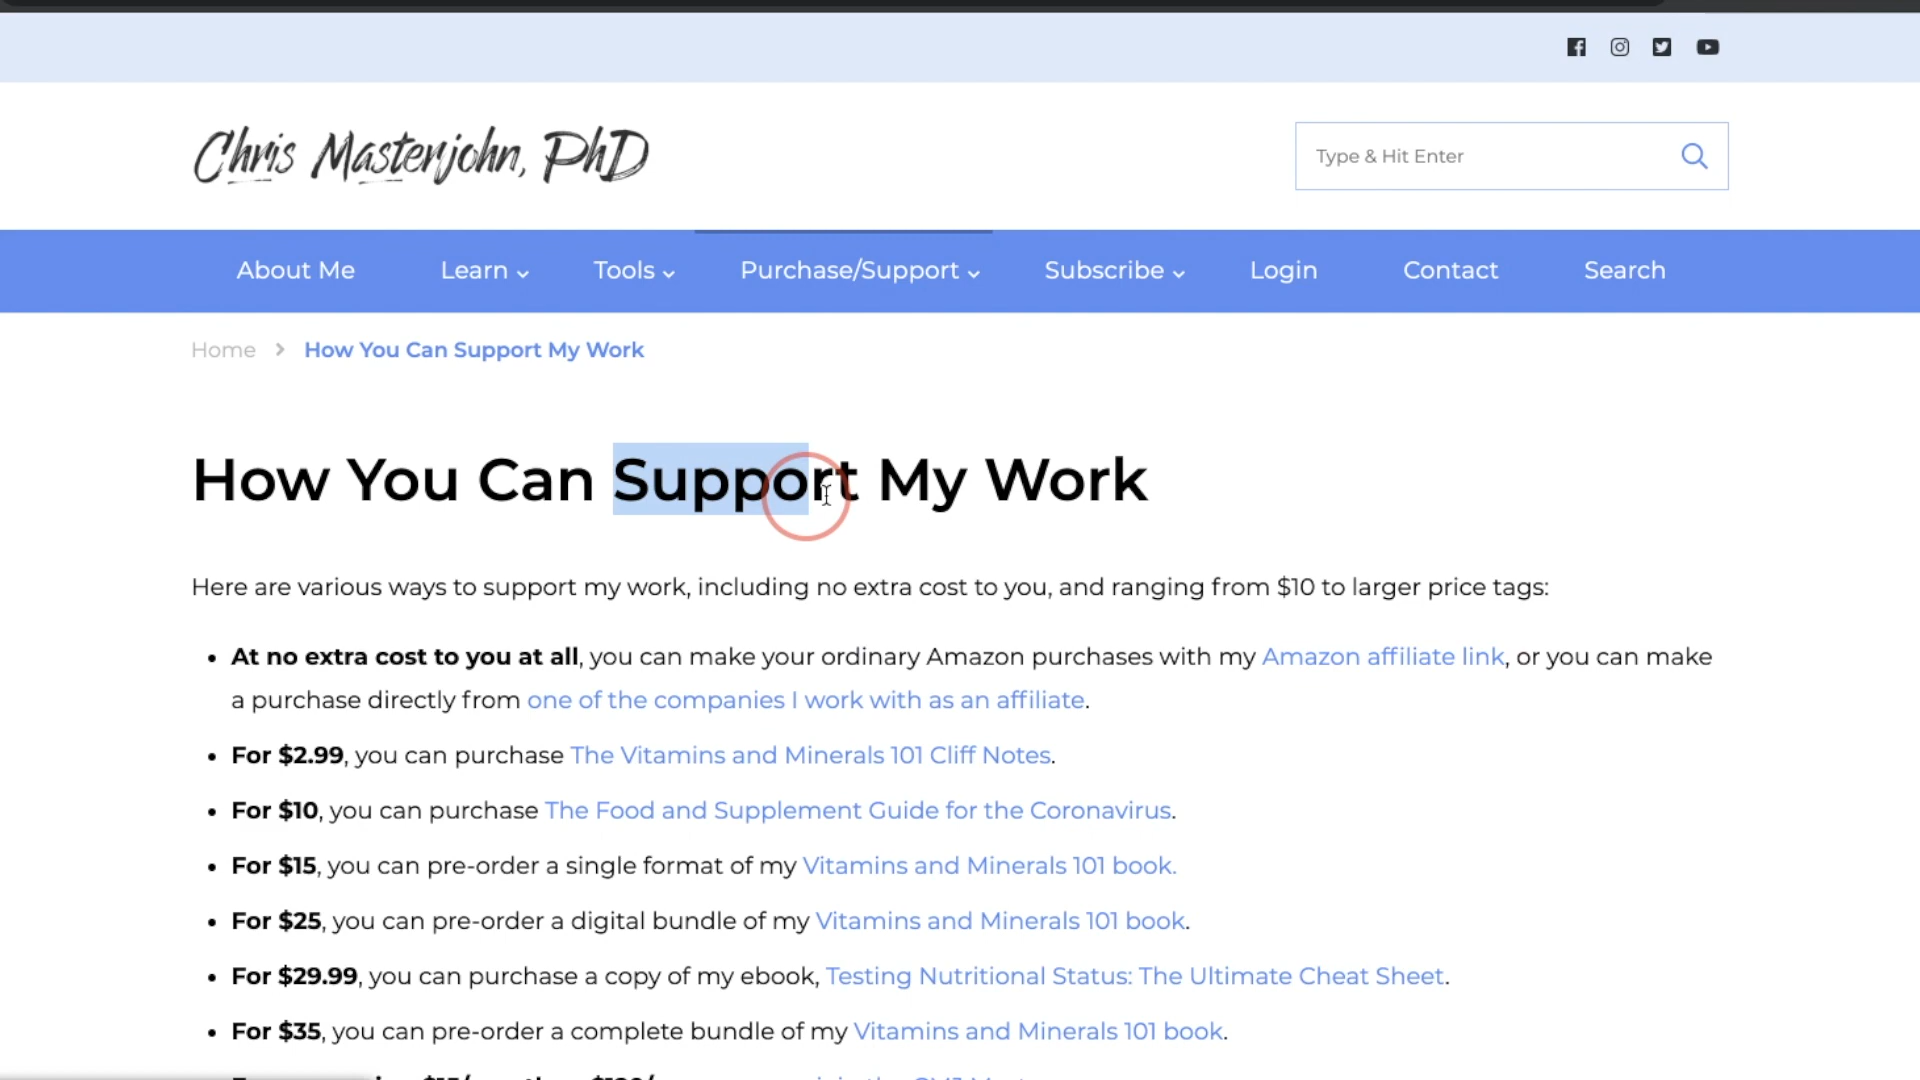 Chris Masterjohn, PhD
Type & Hit Enter
About Me Learn Tools Purchase/Support Subscribe Login Contact Search
Home > How You Can Support My Work
How You Can Support My Work
Here are various ways to support my work, including no extra cost to you, and ranging from $10 to larger price tags:
• At no extra cost to you at all, you can make your ordinary Amazon purchases with my Amazon affiliate link, or you can make
a purchase directly from one of the companies I work with as an affiliate.
• For $2.99, you can purchase The Vitamins and Minerals 101 Cliff Notes.
• For $10, you can purchase The Food and Supplement Guide for the Coronavirus.
• For $15, you can pre-order a single format of my Vitamins and Minerals 101 book.
• For $25, you can pre-order a digital bundle of my Vitamins and Minerals 101 book.
• For $29.99, you can purchase a copy of my ebook, Testing Nutritional Status: The Ultimate Cheat Sheet.
• For $35, you can pre-order a complete bundle of my Vitamins and Minerals 101 book.